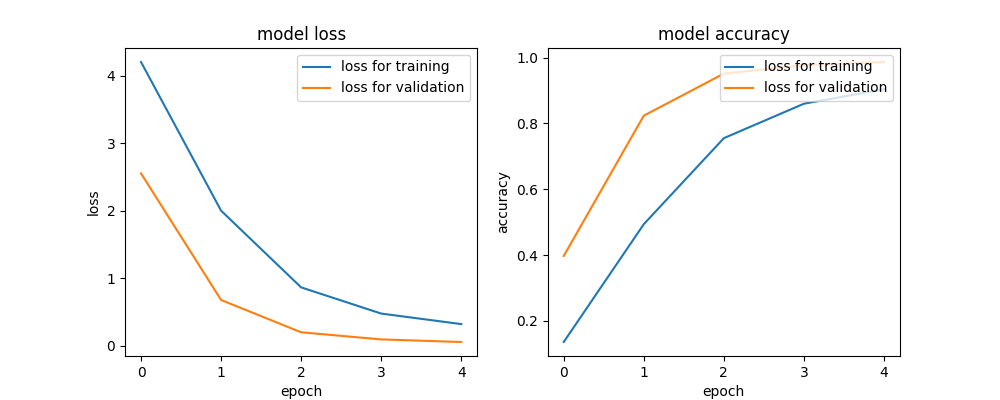 model loss
loss for training
loss for validation
4
3
2
1
0
loss
0 1 2 3 4
epoch
model accuracy
loss for training
loss for validation
1.0
0.8
0.6
0.4
0.2
accuracy
0 1 2 3 4
epoch